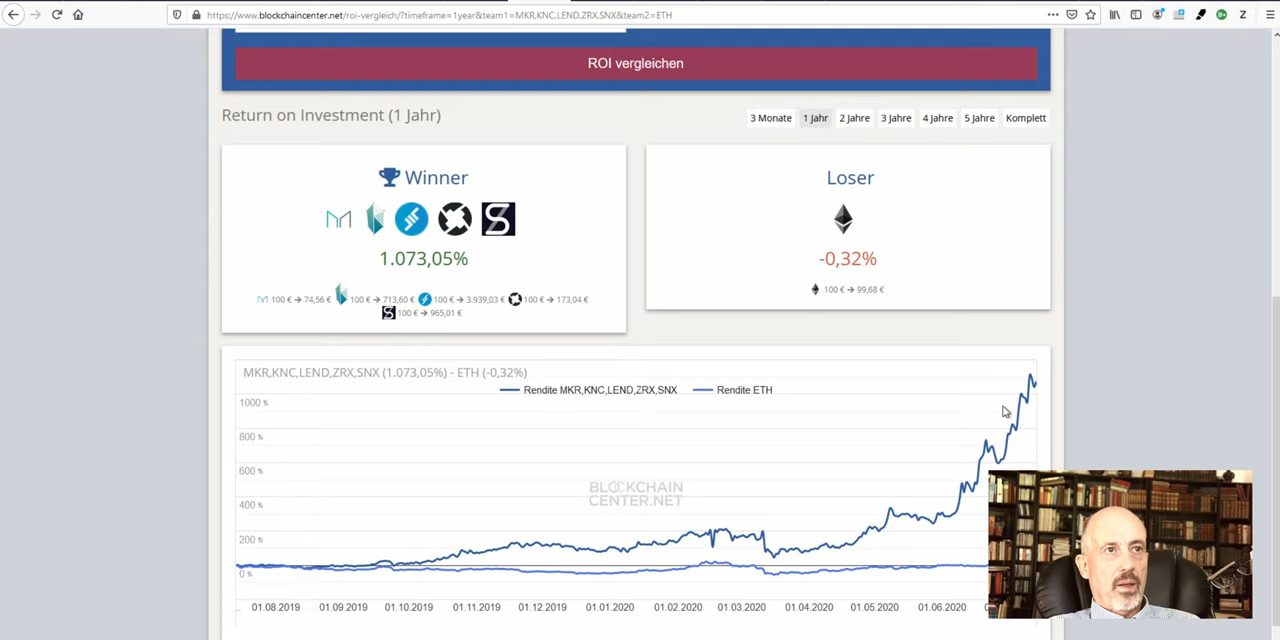 https://www.blockchaincenter.net/roi-vergleich/?timeframe=1year&team1=MKR,KNC,LEND,ZRX,SNX&team2=ETH
ROI vergleichen
Return on Investment (1 Jahr)
3 Monate 1 Jahr 2 Jahre 3 Jahre 4 Jahre 5 Jahre Komplett
Winner
1.073,05%
100 € → 74,56 € 100 € → 713,60 € 100 € → 3.939,03 € 100 € → 173,04 €
100 € → 965,01 €
Loser
-0,32%
100 € → 99,68 €
MKR,KNC,LEND,ZRX,SNX (1.073,05%) - ETH (-0,32%)
Rendite MKR,KNC,LEND,ZRX,SNX Rendite ETH
1000 %
800 %
600 %
400 %
200 %
0 %
BLOCKCHAIN
CENTER.NET
01.08.2019 01.09.2019 01.10.2019 01.11.2019 01.12.2019 01.01.2020 01.02.2020 01.03.2020 01.04.2020 01.05.2020 01.06.2020